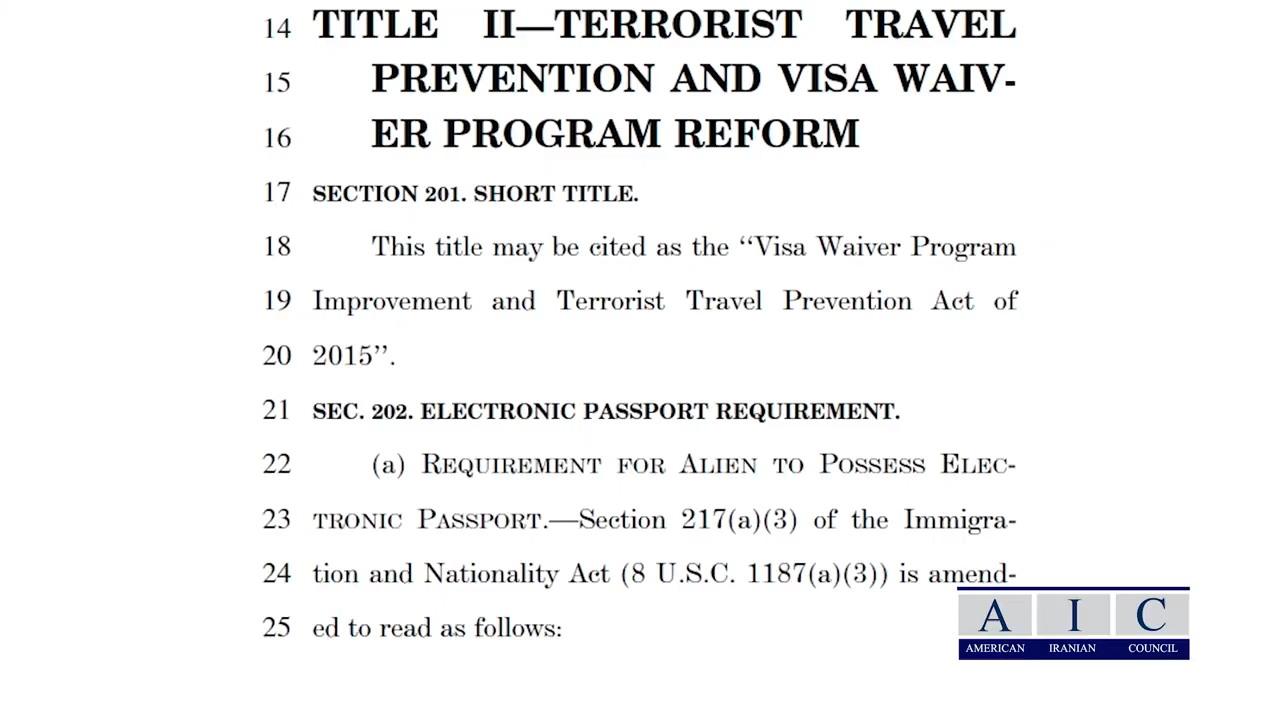 14 TITLE II—TERRORIST TRAVEL
15 PREVENTION AND VISA WAIV-
16 ER PROGRAM REFORM
17 SECTION 201. SHORT TITLE.
18 This title may be cited as the ‘‘Visa Waiver Program
19 Improvement and Terrorist Travel Prevention Act of
20 2015’’.
21 SEC. 202. ELECTRONIC PASSPORT REQUIREMENT.
22 (a) REQUIREMENT FOR ALIEN TO POSSESS ELEC-
23 TRONIC PASSPORT.—Section 217(a)(3) of the Immigra-
24 tion and Nationality Act (8 U.S.C. 1187(a)(3)) is amend-
25 ed to read as follows:
A I C
AMERICAN IRANIAN COUNCIL